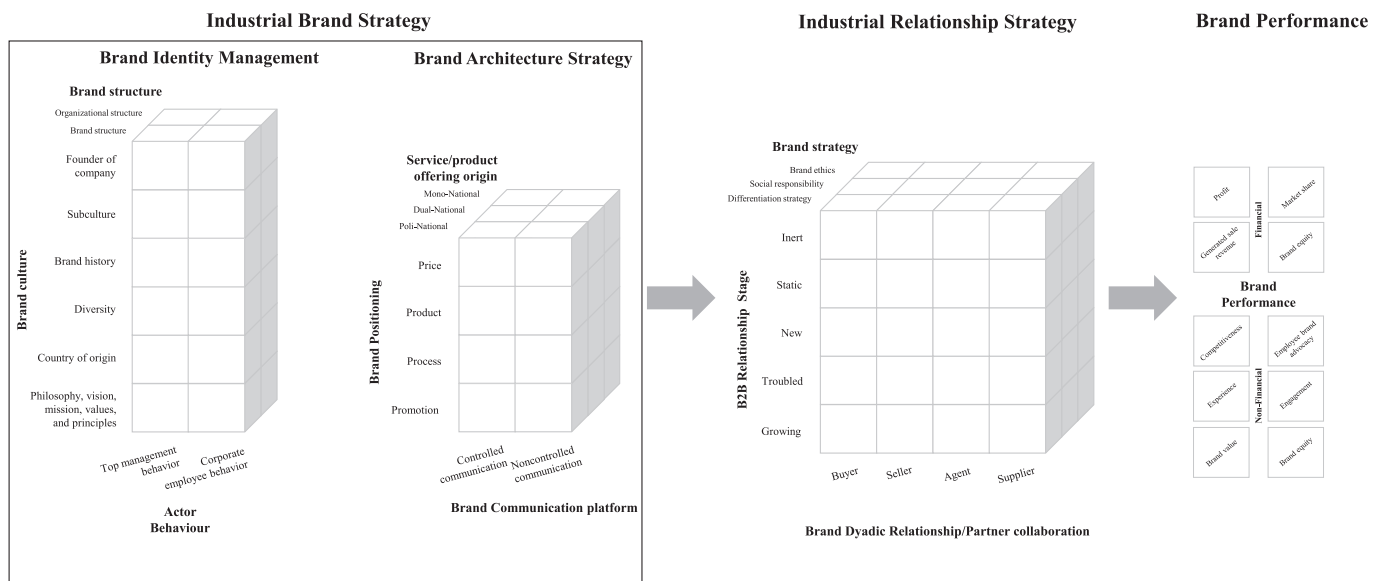 Industrial Brand Strategy
Industrial Relationship Strategy
Brand Performance
Brand Identity Management
Brand Architecture Strategy
Brand structure
Organizational structure
Brand structure
Founder of
company
Subculture
Brand history
Diversity
Country of origin
Philosophy, vision,
mission, values,
and principles
Brand culture
Top management
behavior
Corporate
employee behavior
Actor
Behaviour
Service/product
offering origin
Mono-National
Dual-National
Poli-National
Price
Product
Process
Promotion
Brand Positioning
Controlled
communication
Noncontrolled
communication
Brand Communication platform
Brand strategy
Brand ethics
Social responsibility
Differentiation strategy
Inert
Static
New
Troubled
Growing
B2B Relationship Stage
Buyer
Seller
Agent
Supplier
Brand Dyadic Relationship/Partner collaboration
Profit
Market share
Generated sale
revenue
Brand equity
Financial
Brand
Performance
Competitiveness
Employee brand
advocacy
Esperience
Engagement
Non-Financial
Brand value
Brand equity